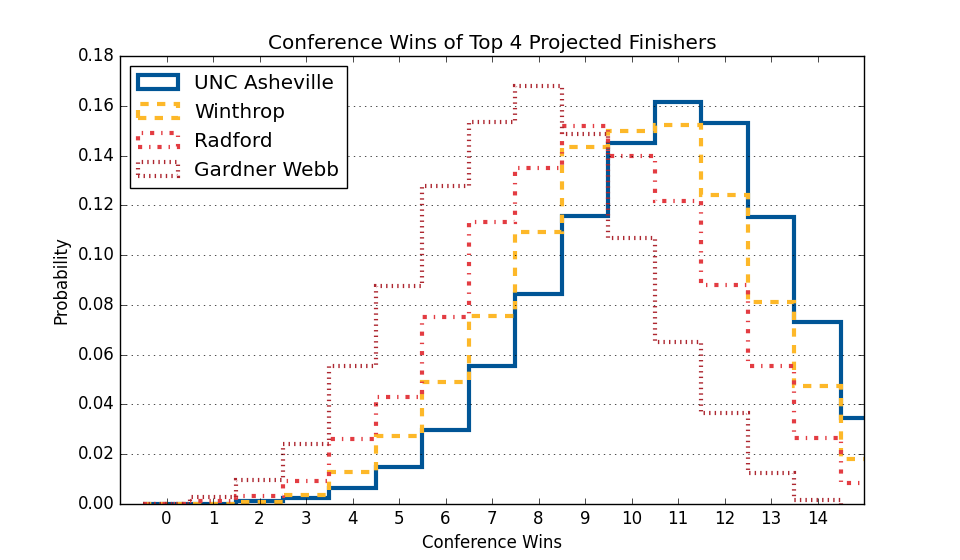 Conference Wins of Top 4 Projected Finishers
UNC Asheville
Winthrop
Radford
Gardner Webb
0.18
0.16
0.14
0.12
0.10
0.08
0.06
0.04
0.02
0.00
Probability
0 1 2 3 4 5 6 7 8 9 10 11 12 13 14
Conference Wins